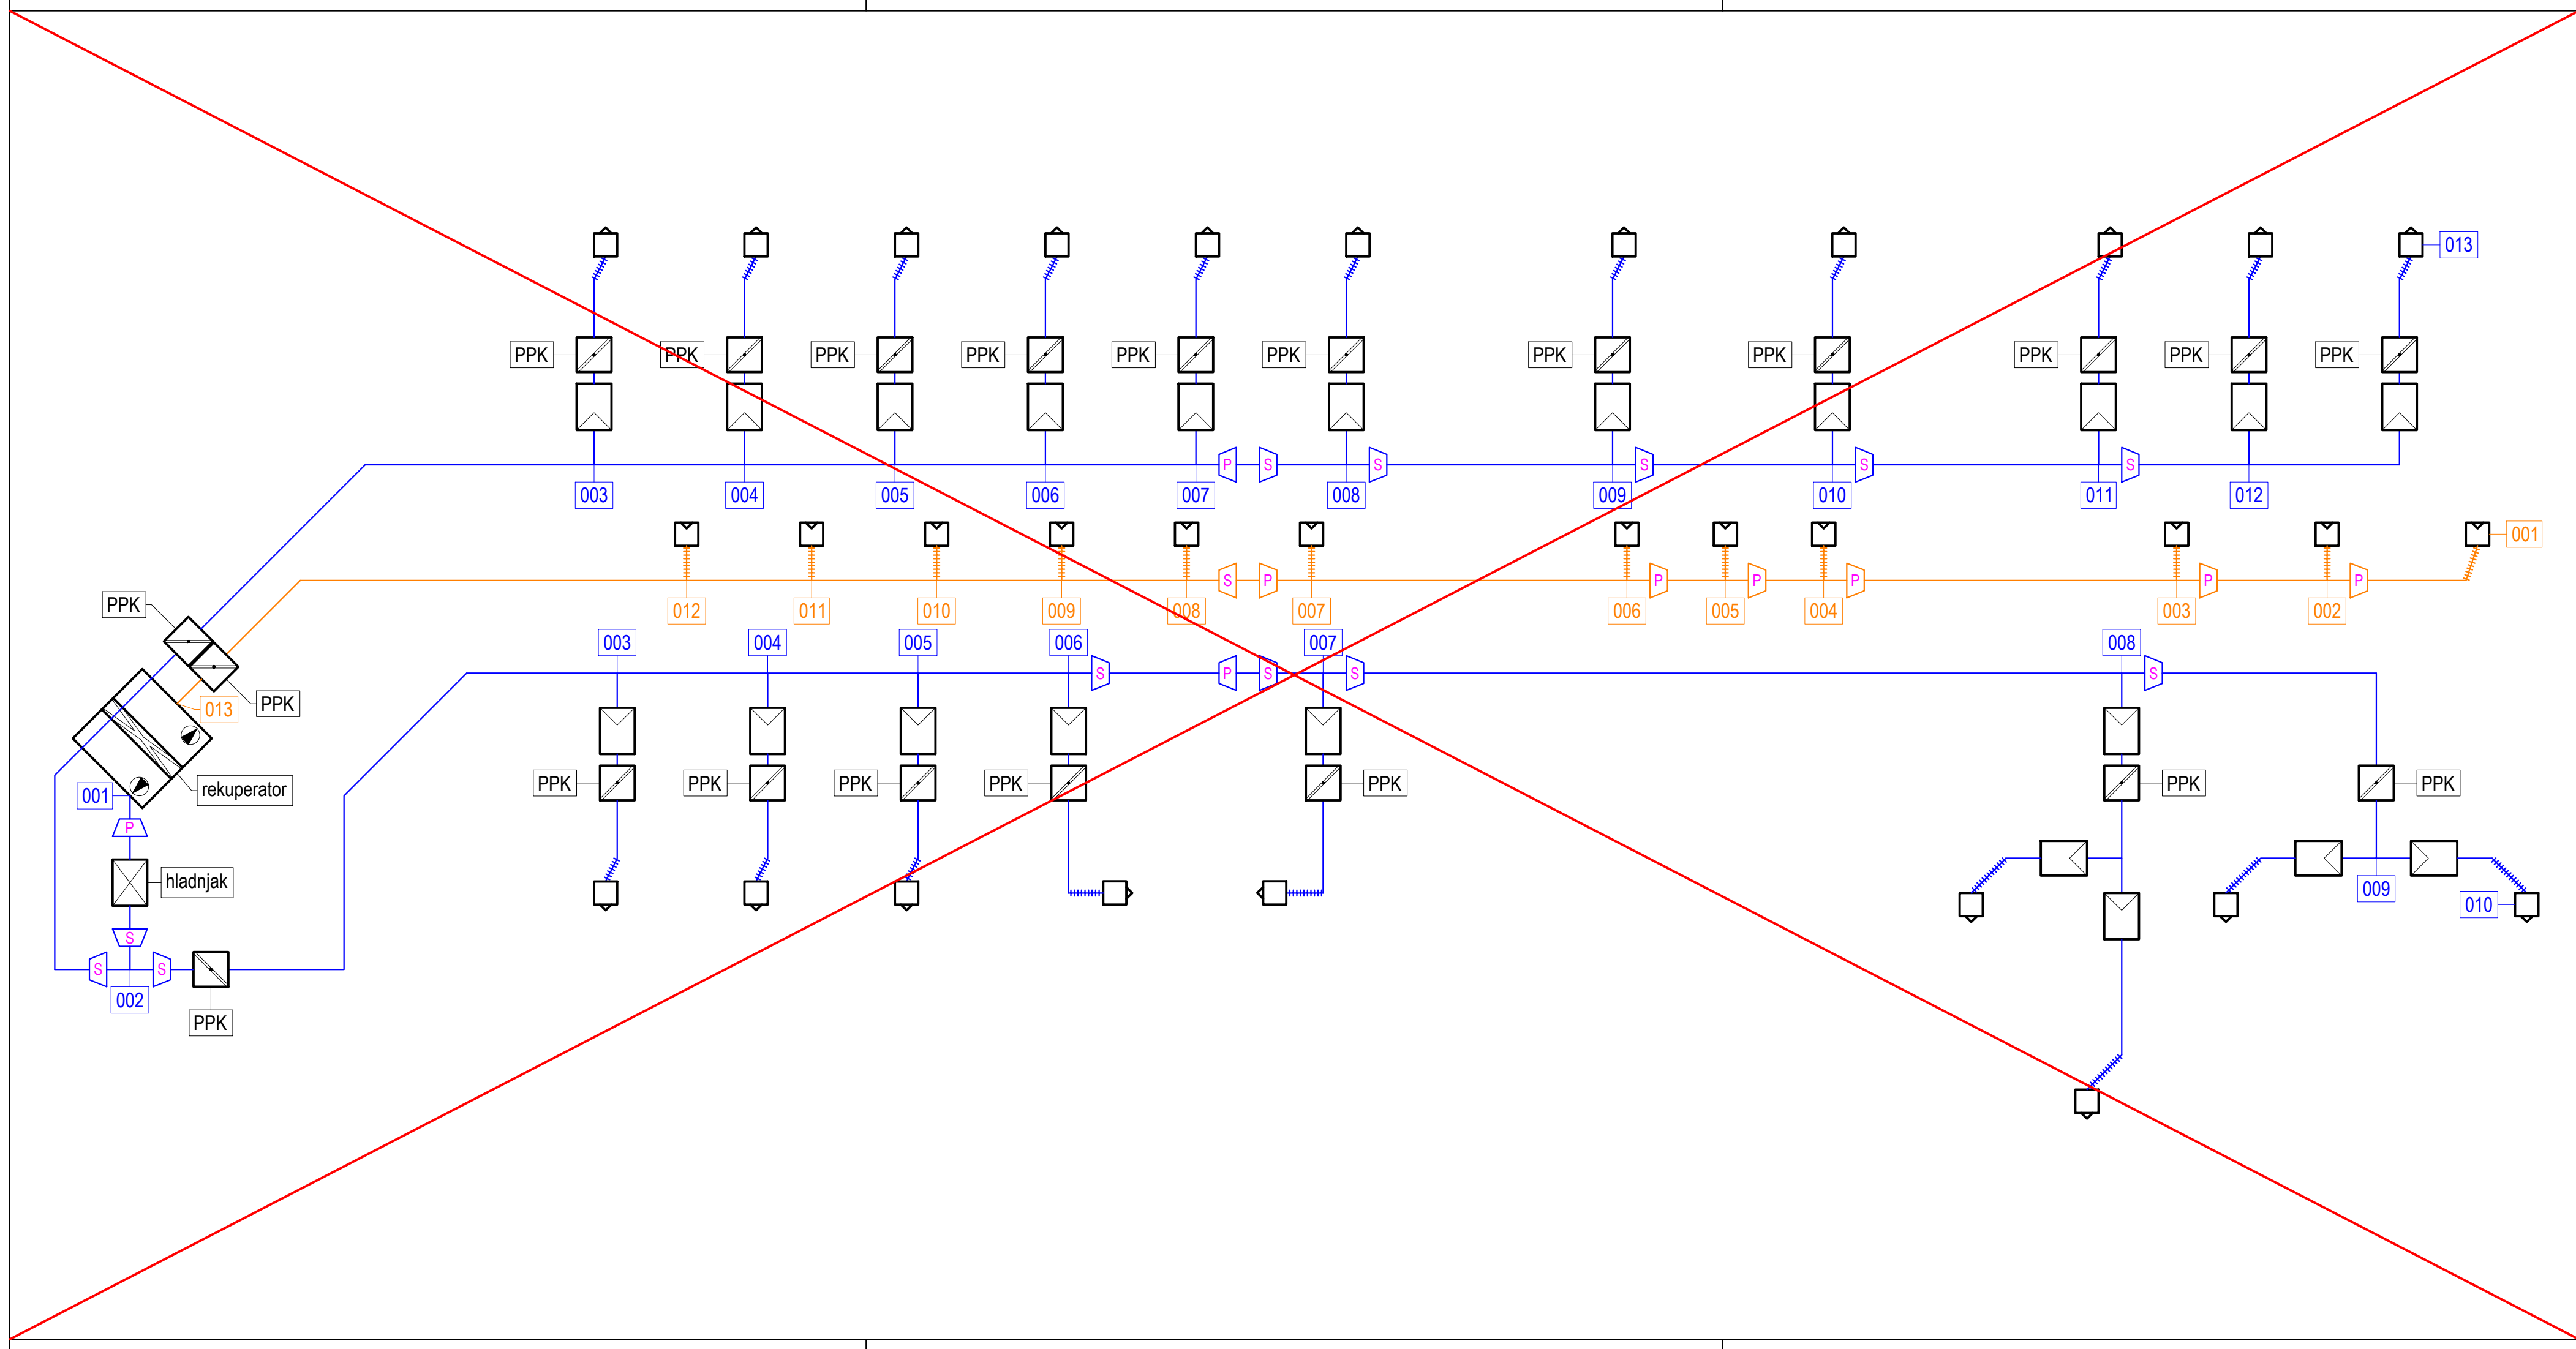 013
PPK PPK PPK PPK PPK PPK PPK PPK PPK PPK PPK
P S S S S S
003 004 005 006 007 008 009 010 011 012
001
S P P P P P P
012 011 010 009 008 007 006 005 004 003 002
PPK
003 004 005 006 007 008
S P S S S
PPK
013
rekuperator
001
PPK PPK PPK PPK PPK PPK PPK
P
hladnjak
009
010
S
S S
002
PPK